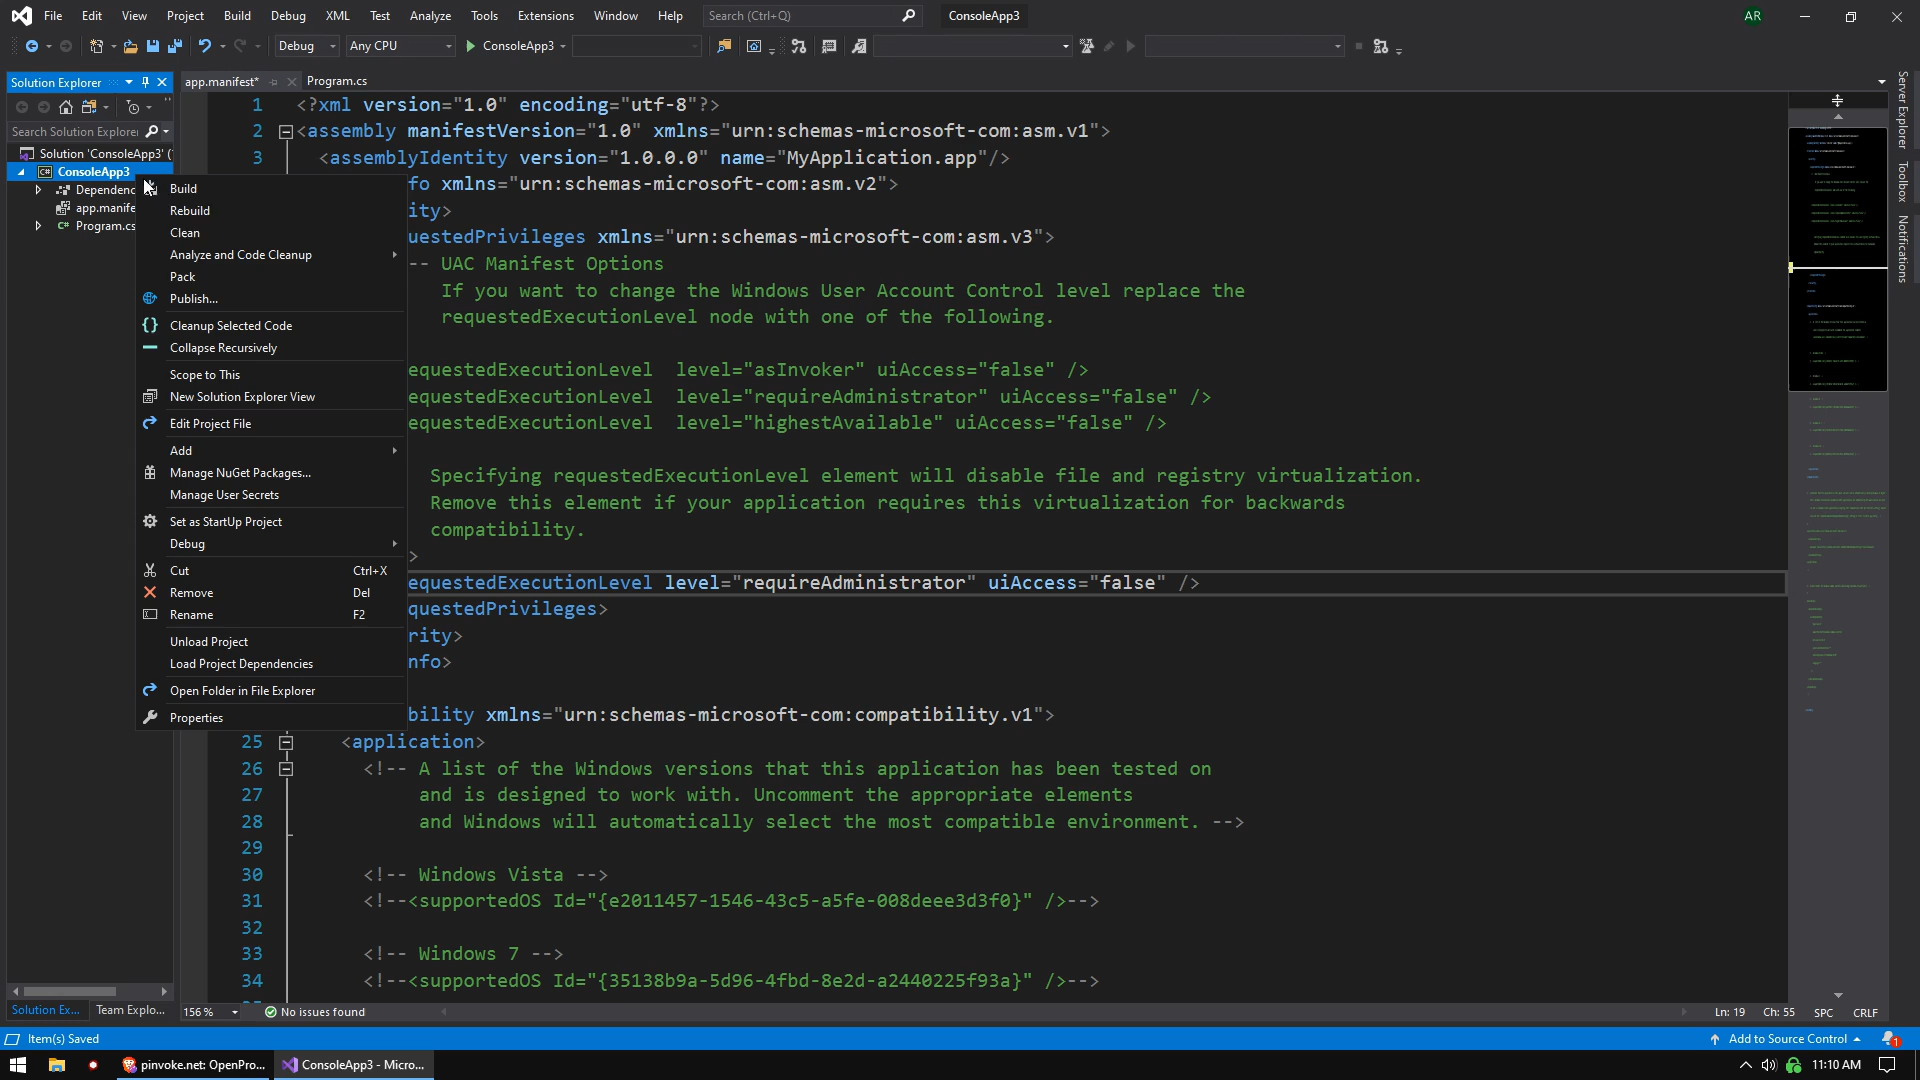 File Edit View Project Build Debug XML Test Analyze Tools Extensions Window Help Search (Ctrl+Q) ConsoleApp3 AR
Debug Any CPU ConsoleApp3
Solution Explorer
app.manifest* Program.cs
Search Solution Explorer
Solution 'ConsoleApp3' (
ConsoleApp3
Dependenc
app.manife
Program.cs
Build
Rebuild
Clean
Analyze and Code Cleanup
Pack
Publish...
Cleanup Selected Code
Collapse Recursively
Scope to This
New Solution Explorer View
Edit Project File
Add
Manage NuGet Packages...
Manage User Secrets
Set as StartUp Project
Debug
Cut Ctrl+X
Remove Del
Rename F2
Unload Project
Load Project Dependencies
Open Folder in File Explorer
Properties
1 <?xml version="1.0" encoding="utf-8"?>
2 <assembly manifestVersion="1.0" xmlns="urn:schemas-microsoft-com:asm.v1">
3 <assemblyIdentity version="1.0.0.0" name="MyApplication.app"/>
fo xmlns="urn:schemas-microsoft-com:asm.v2">
ity>
uestedPrivileges xmlns="urn:schemas-microsoft-com:asm.v3">
-- UAC Manifest Options
If you want to change the Windows User Account Control level replace the
requestedExecutionLevel node with one of the following.
equestedExecutionLevel level="asInvoker" uiAccess="false" />
equestedExecutionLevel level="requireAdministrator" uiAccess="false" />
equestedExecutionLevel level="highestAvailable" uiAccess="false" />
Specifying requestedExecutionLevel element will disable file and registry virtualization.
Remove this element if your application requires this virtualization for backwards
compatibility.
>
equestedExecutionLevel level="requireAdministrator" uiAccess="false" />
questedPrivileges>
rity>
nfo>
bility xmlns="urn:schemas-microsoft-com:compatibility.v1">
25 <application>
26 <!-- A list of the Windows versions that this application has been tested on
27 and is designed to work with. Uncomment the appropriate elements
28 and Windows will automatically select the most compatible environment. -->
29
30 <!-- Windows Vista -->
31 <!--<supportedOS Id="{e2011457-1546-43c5-a5fe-008deee3d3f0}" />-->
32
33 <!-- Windows 7 -->
34 <!--<supportedOS Id="{35138b9a-5d96-4fbd-8e2d-a2440225f93a}" />-->
Server Explorer
Toolbox
Notifications
Solution Ex... Team Explo... 156 % No issues found Ln: 19 Ch: 55 SPC CRLF
Item(s) Saved Add to Source Control 1
pinvoke.net: OpenPro... ConsoleApp3 - Micro... 11:10 AM